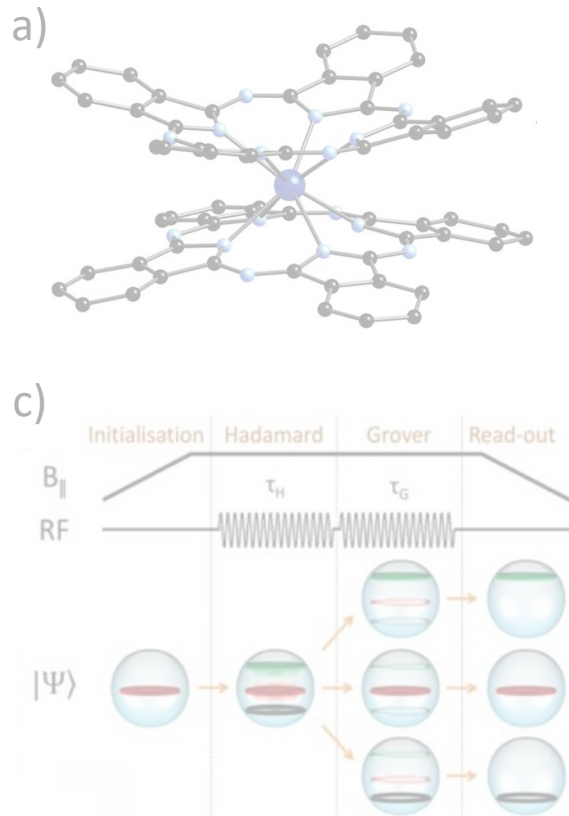 a)
c)
Initialisation Hadamard Grover Read-out
B∥
τH τG
RF
|Ψ⟩